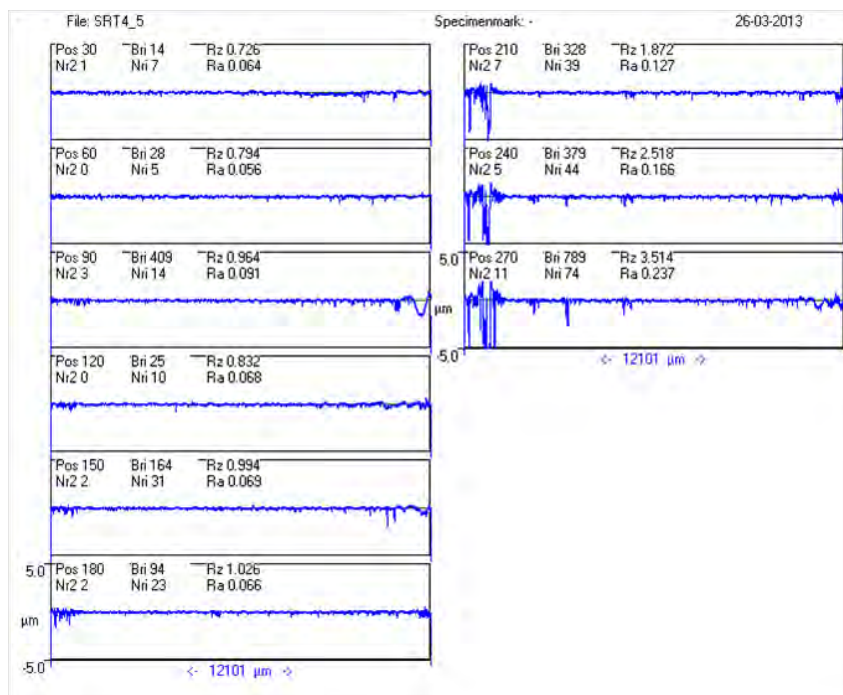 File: SRT4_5 Specimenmark: - 26-03-2013
Pos 30 Bri 14 Rz 0.726
Nr2 1 Nri 7 Ra 0.064
Pos 60 Bri 28 Rz 0.794
Nr2 0 Nri 5 Ra 0.056
Pos 90 Bri 409 Rz 0.964
Nr2 3 Nri 14 Ra 0.091
Pos 120 Bri 25 Rz 0.832
Nr2 0 Nri 10 Ra 0.068
Pos 150 Bri 164 Rz 0.994
Nr2 2 Nri 31 Ra 0.069
5.0 Pos 180 Bri 94 Rz 1.026
Nr2 2 Nri 23 Ra 0.066
µm
-5.0
<- 12101 µm ->
Pos 210 Bri 328 Rz 1.872
Nr2 7 Nri 39 Ra 0.127
Pos 240 Bri 379 Rz 2.518
Nr2 5 Nri 44 Ra 0.166
5.0 Pos 270 Bri 789 Rz 3.514
Nr2 11 Nri 74 Ra 0.237
µm
-5.0
<- 12101 µm ->